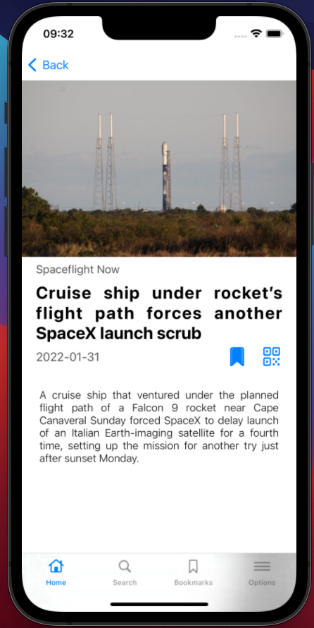 09:32
Back
Spaceflight Now
Cruise ship under rocket's
flight path forces another
SpaceX launch scrub
2022-01-31
A cruise ship that ventured under the planned
flight path of a Falcon 9 rocket near Cape
Canaveral Sunday forced SpaceX to delay launch
of an Italian Earth-imaging satellite for a fourth
time, setting up the mission for another try just
after sunset Monday.
Home Search Bookmarks Options